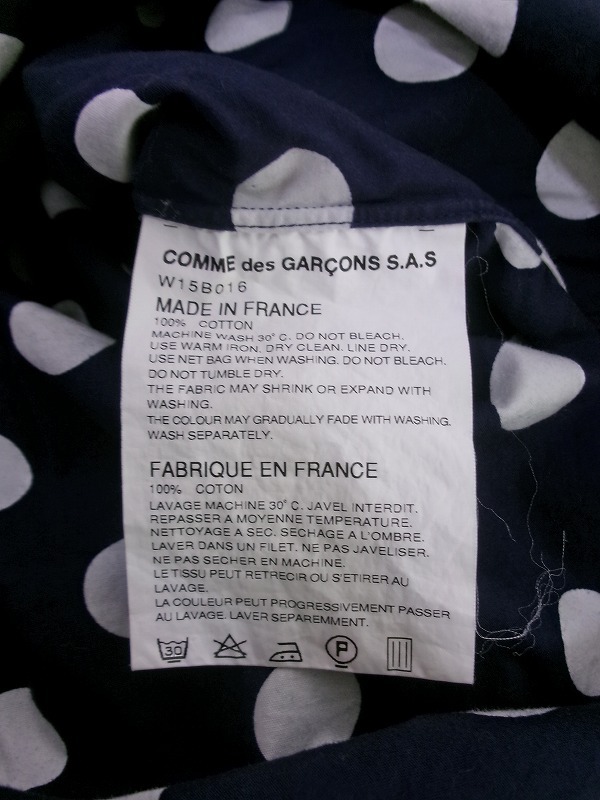 COMME des GARÇONS S.A.S
W15B016
MADE IN FRANCE
100% COTTON
MACHINE WASH 30° C. DO NOT BLEACH.
USE WARM IRON. DRY CLEAN. LINE DRY.
USE NET BAG WHEN WASHING. DO NOT BLEACH.
DO NOT TUMBLE DRY.
THE FABRIC MAY SHRINK OR EXPAND WITH
WASHING.
THE COLOUR MAY GRADUALLY FADE WITH WASHING.
WASH SEPARATELY.
FABRIQUE EN FRANCE
100% COTON
LAVAGE MACHINE 30° C. JAVEL INTERDIT.
REPASSER A MOYENNE TEMPERATURE.
NETTOYAGE A SEC. SECHAGE A L'OMBRE.
LAVER DANS UN FILET. NE PAS JAVELISER.
NE PAS SECHER EN MACHINE.
LE TISSU PEUT RETRECIR OU S'ETIRER AU
LAVAGE.
LA COULEUR PEUT PROGRESSIVEMENT PASSER
AU LAVAGE. LAVER SEPAREMMENT.
30 P